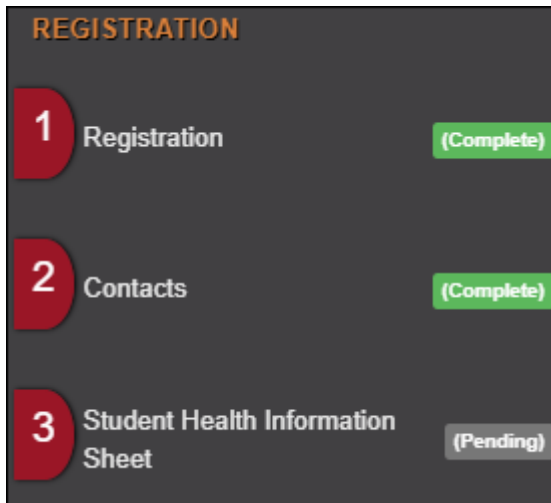 REGISTRATION
1 Registration (Complete)
2 Contacts (Complete)
3 Student Health Information
Sheet (Pending)